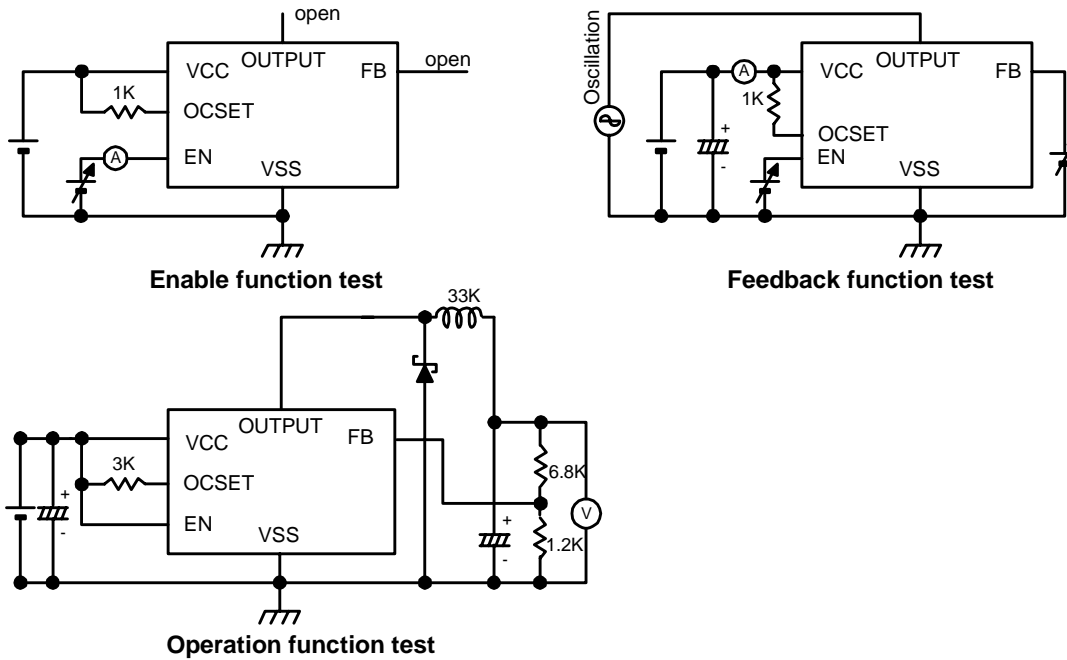 open
OUTPUT
VCC
FB
open
1K
OCSET
A
EN
VSS
Enable function test
Oscillation
A
VCC
OUTPUT
FB
1K
+
-
OCSET
EN
VSS
Feedback function test
33K
OUTPUT
VCC
FB
3K
OCSET
+
-
EN
VSS
6.8K
V
+
-
1.2K
Operation function test